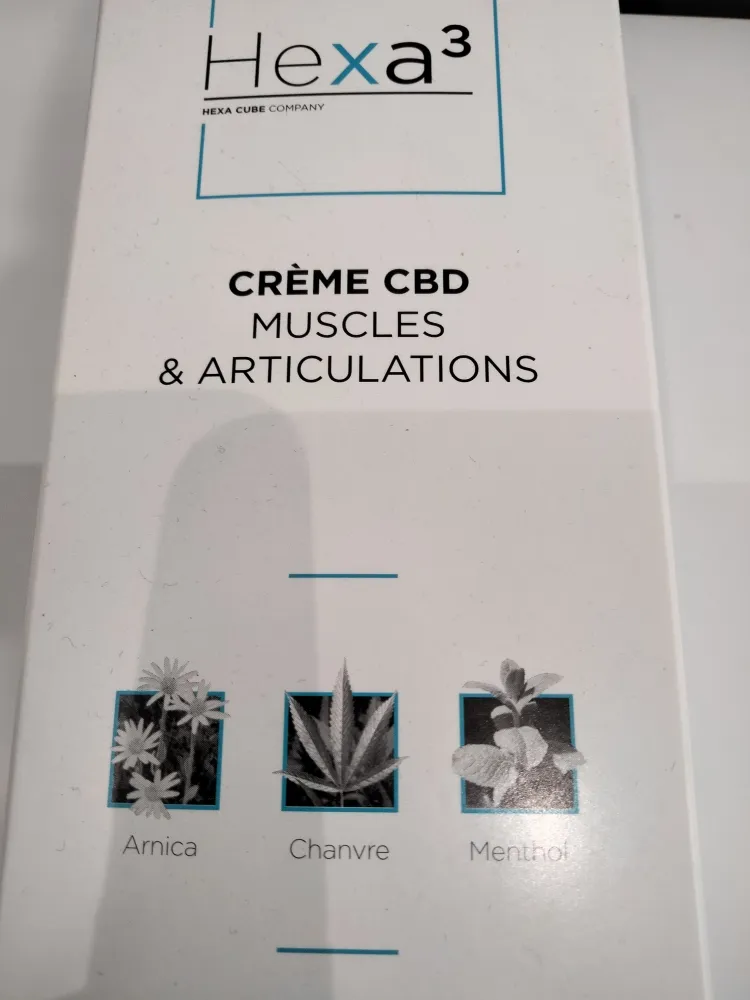 Hexa³
HEXA CUBE COMPANY
CRÈME CBD
MUSCLES
& ARTICULATIONS
Arnica
Chanvre
Menthol